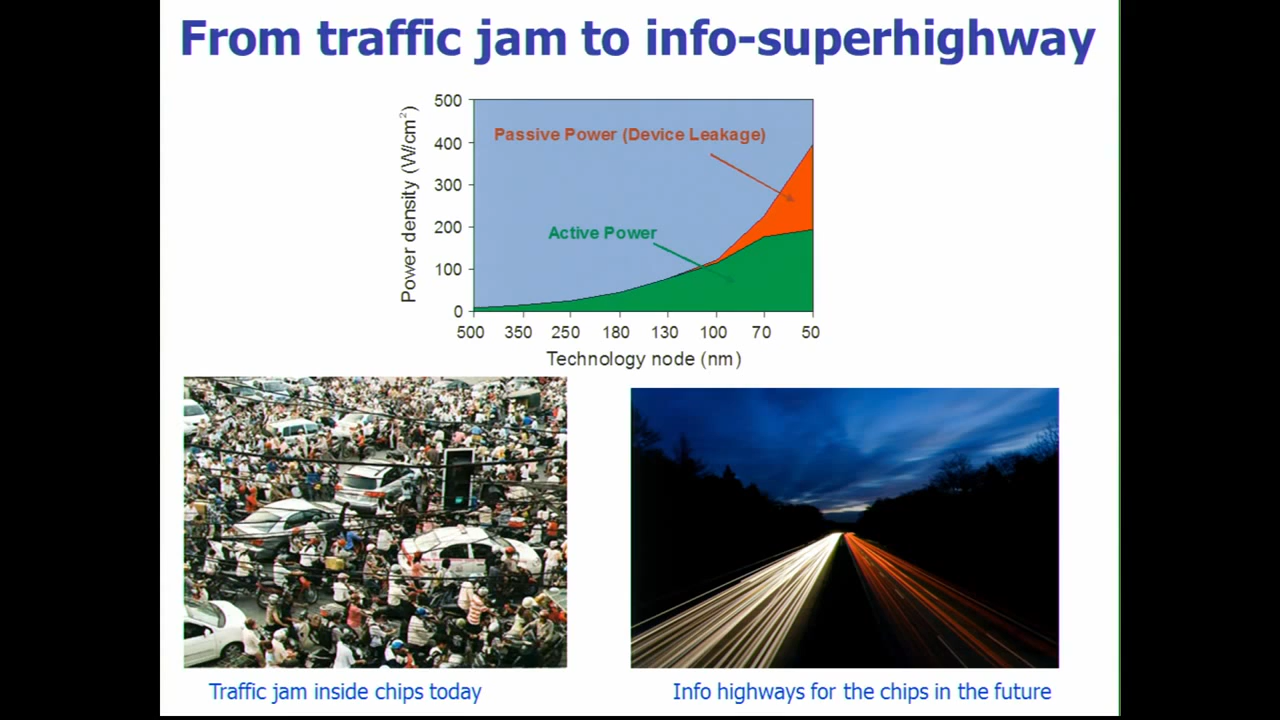 From traffic jam to info-superhighway
Power density (W/cm²)
500
400
300
200
100
0
Passive Power (Device Leakage)
Active Power
500 350 250 180 130 100 70 50
Technology node (nm)
Traffic jam inside chips today
Info highways for the chips in the future